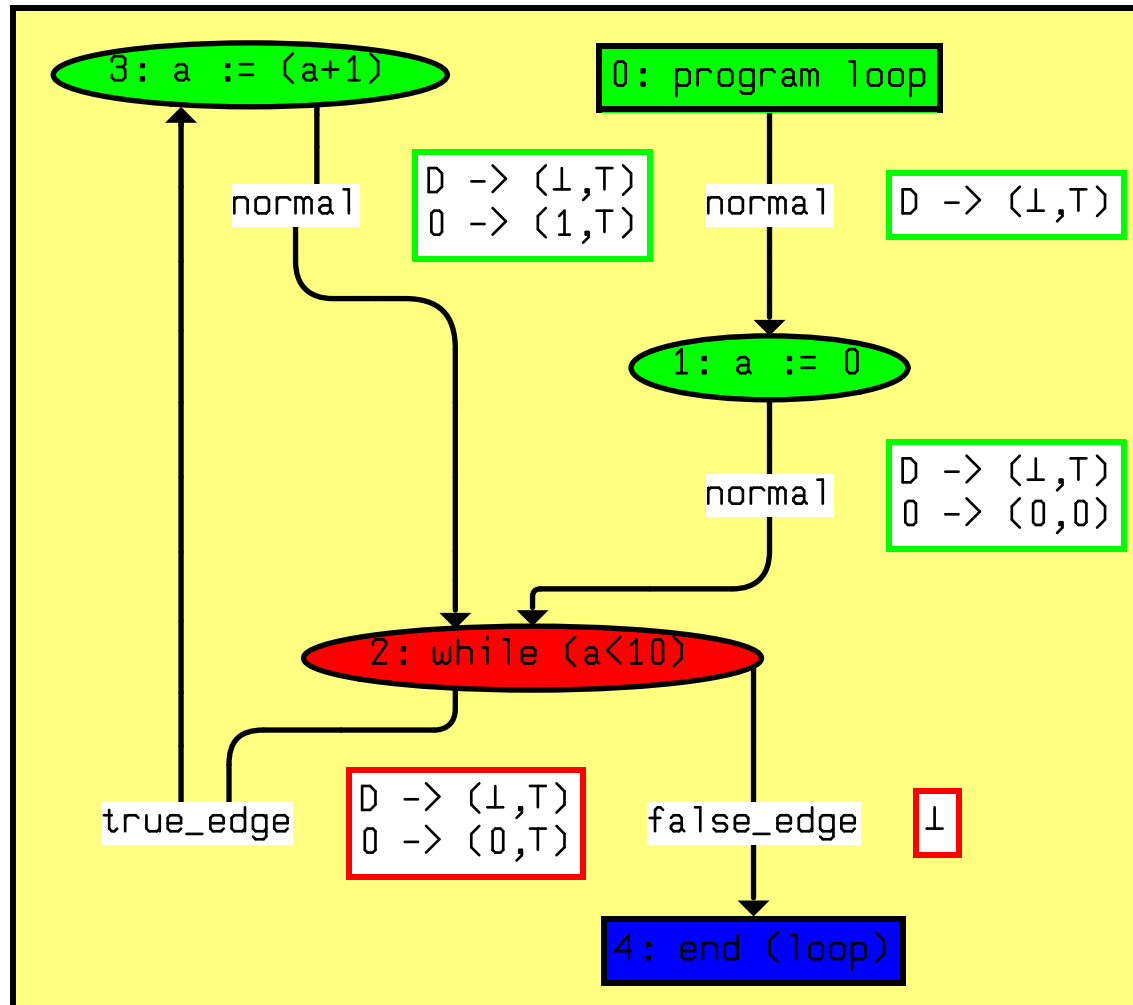 3: a := (a+1)
0: program loop
normal
D -> (⊥,T)
0 -> (1,T)
normal
D -> (⊥,T)
1: a := 0
normal
D -> (⊥,T)
0 -> (0,0)
2: while (a<10)
true_edge
D -> (⊥,T)
0 -> (0,T)
false_edge
⊥
4: end (loop)